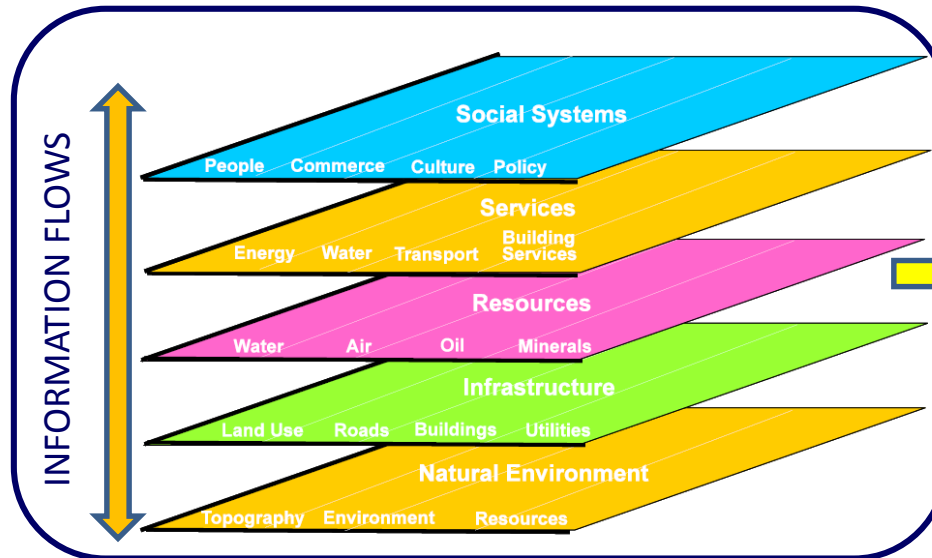 INFORMATION FLOWS
Social Systems
People Commerce Culture Policy
Services
Energy Water Transport Building Services
Resources
Water Air Oil Minerals
Infrastructure
Land Use Roads Buildings Utilities
Natural Environment
Topography Environment Resources